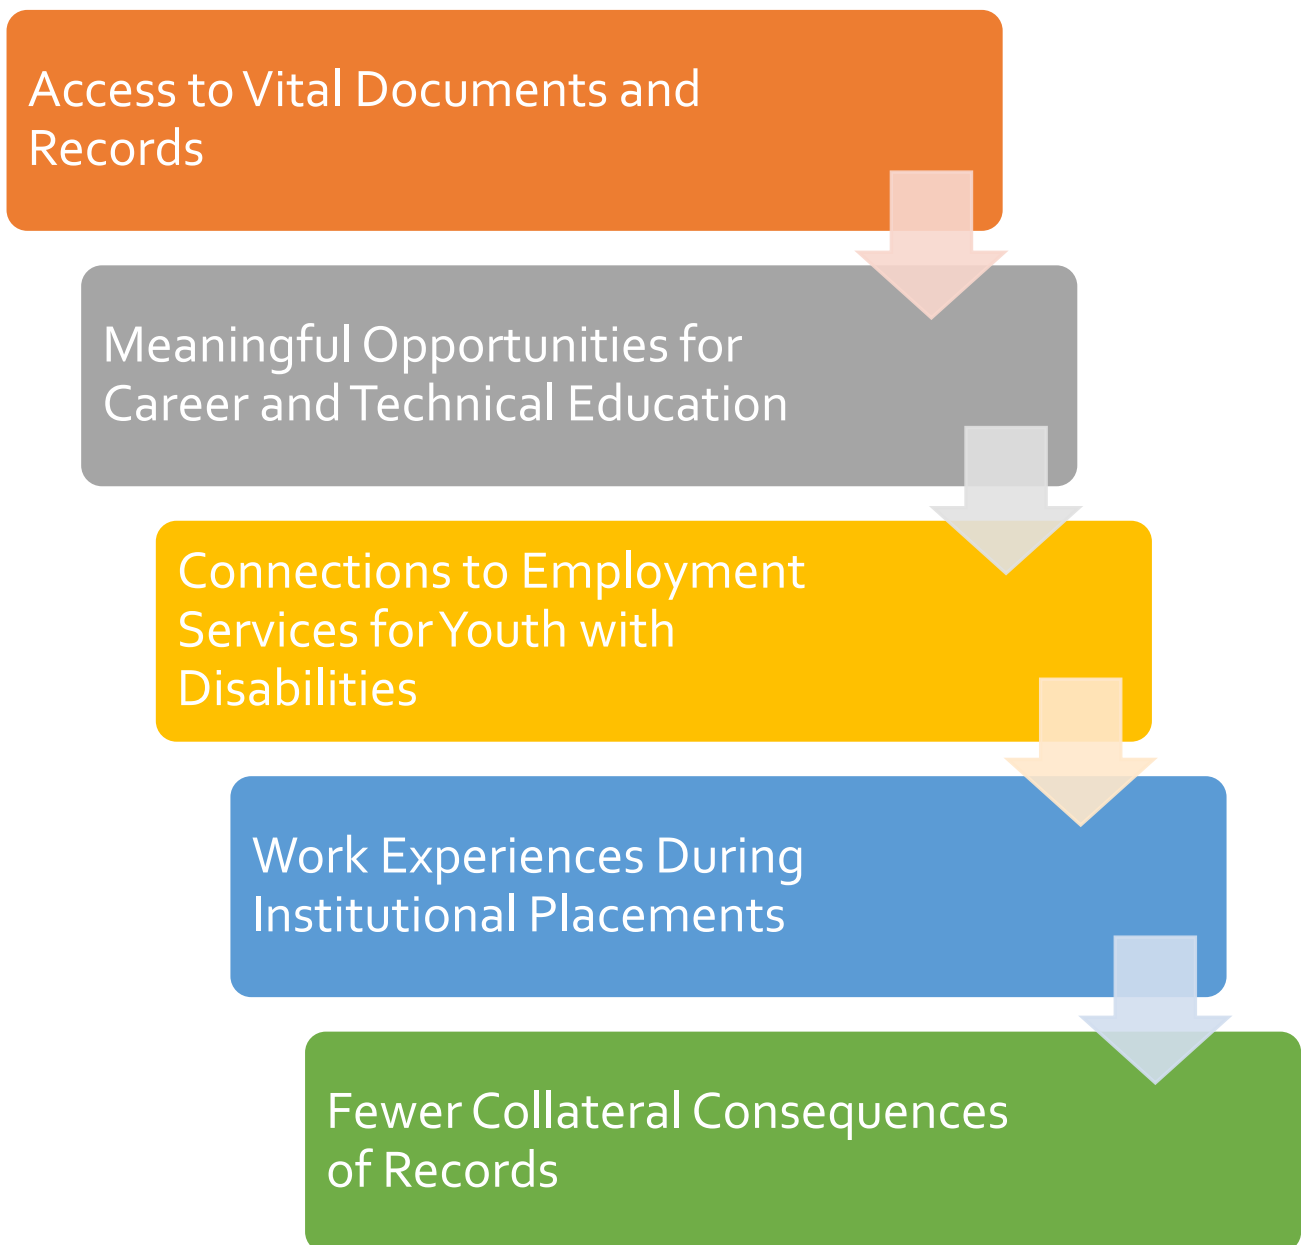 Access to Vital Documents and
Records
Meaningful Opportunities for
Career and Technical Education
Connections to Employment
Services for Youth with
Disabilities
Work Experiences During
Institutional Placements
Fewer Collateral Consequences
of Records